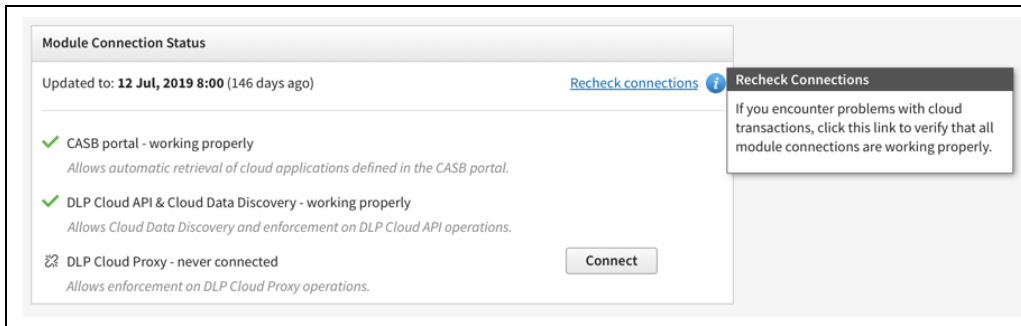 Module Connection Status
Updated to: 12 Jul, 2019 8:00 (146 days ago)
Recheck connections
i
Recheck Connections
If you encounter problems with cloud
transactions, click this link to verify that all
module connections are working properly.
CASB portal - working properly
Allows automatic retrieval of cloud applications defined in the CASB portal.
DLP Cloud API & Cloud Data Discovery - working properly
Allows Cloud Data Discovery and enforcement on DLP Cloud API operations.
DLP Cloud Proxy - never connected
Connect
Allows enforcement on DLP Cloud Proxy operations.